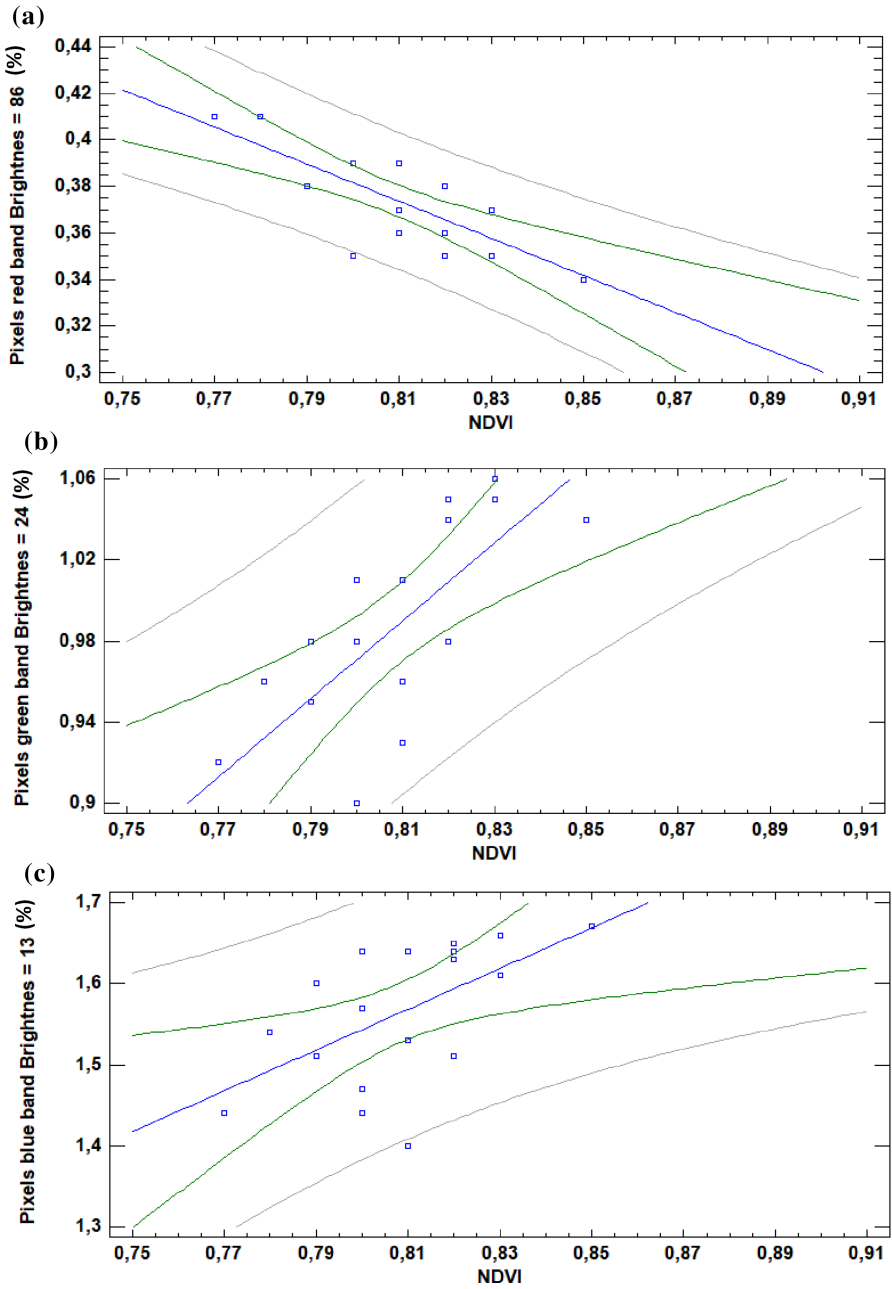 (a)
Pixels red band Brightnes = 86 (%)
0,44
0,42
0,4
0,38
0,36
0,34
0,32
0,3
0,75 0,77 0,79 0,81 0,83 0,85 0,87 0,89 0,91
NDVI
(b)
Pixels green band Brightnes = 24 (%)
1,06
1,02
0,98
0,94
0,9
0,75 0,77 0,79 0,81 0,83 0,85 0,87 0,89 0,91
NDVI
(c)
Pixels blue band Brightnes = 13 (%)
1,7
1,6
1,5
1,4
1,3
0,75 0,77 0,79 0,81 0,83 0,85 0,87 0,89 0,91
NDVI